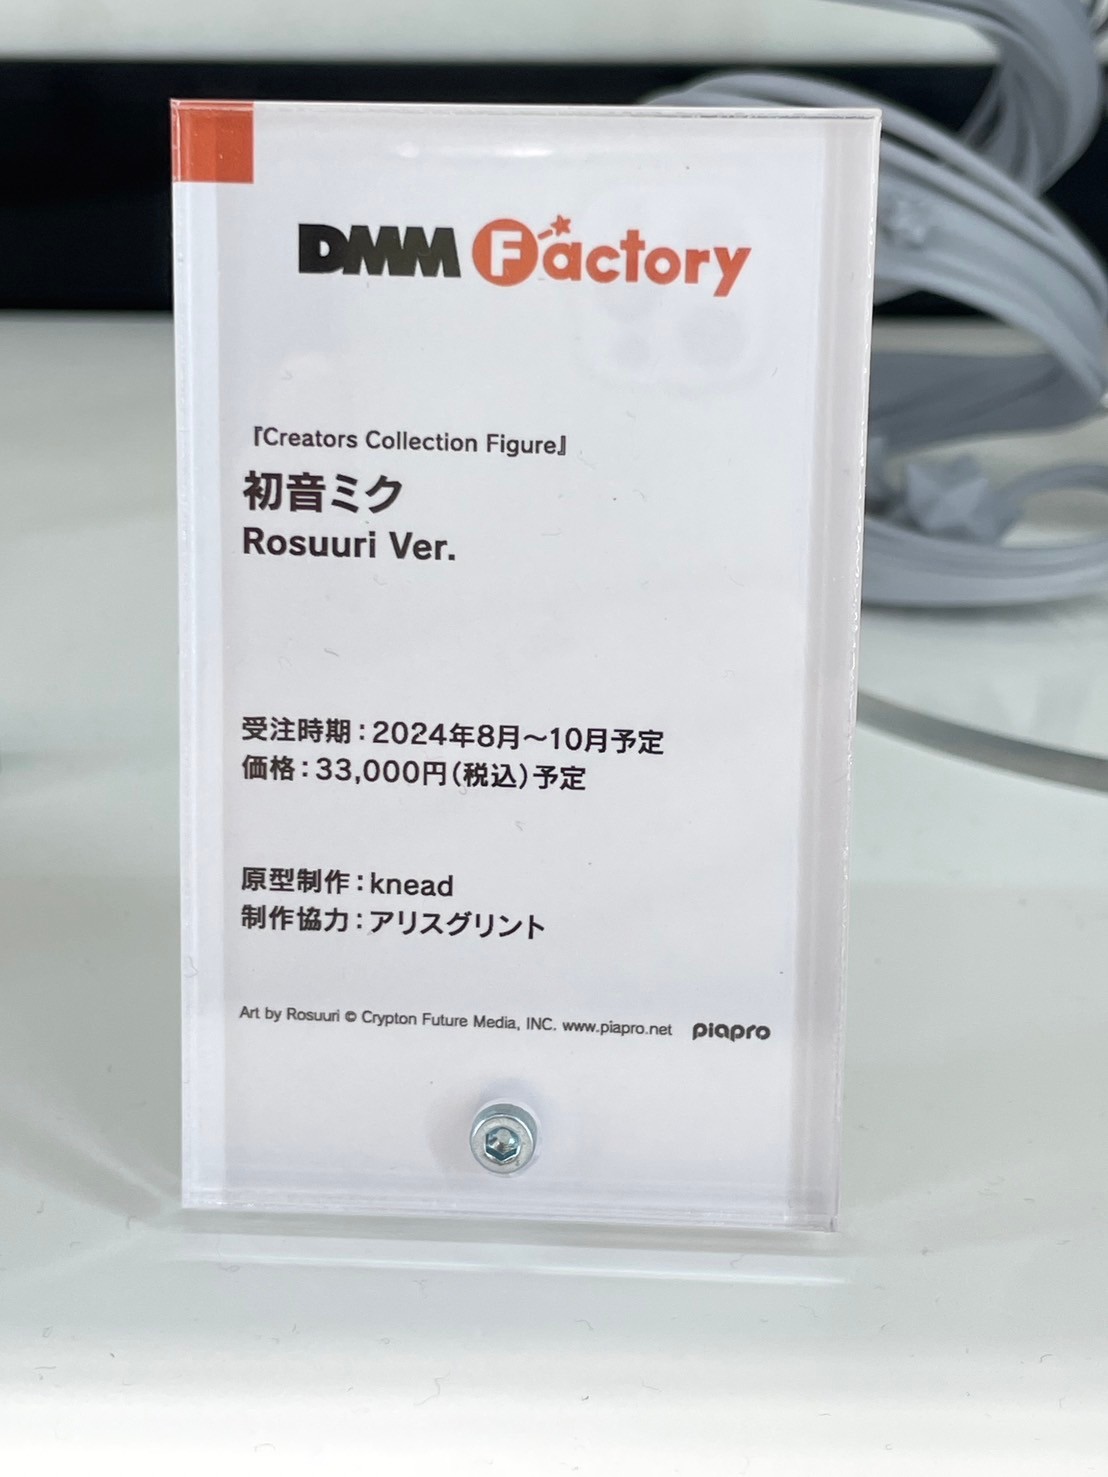 DMM Factory
『Creators Collection Figure』
初音ミク
Rosuuri Ver.
受注時期：2024年8月～10月予定
価格：33,000円（税込）予定
原型制作：knead
制作協力：アリスグリント
Art by Rosuuri © Crypton Future Media, INC. www.piapro.net piapro